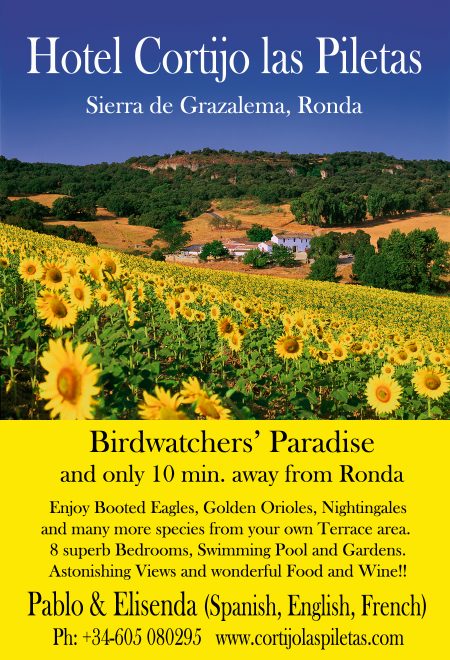 Hotel Cortijo las Piletas
Sierra de Grazalema, Ronda
Birdwatchers’ Paradise
and only 10 min. away from Ronda
Enjoy Booted Eagles, Golden Orioles, Nightingales
and many more species from your own Terrace area.
8 superb Bedrooms, Swimming Pool and Gardens.
Astonishing Views and wonderful Food and Wine!!
Pablo & Elisenda (Spanish, English, French)
Ph: +34-605 080295 www.cortijolaspiletas.com